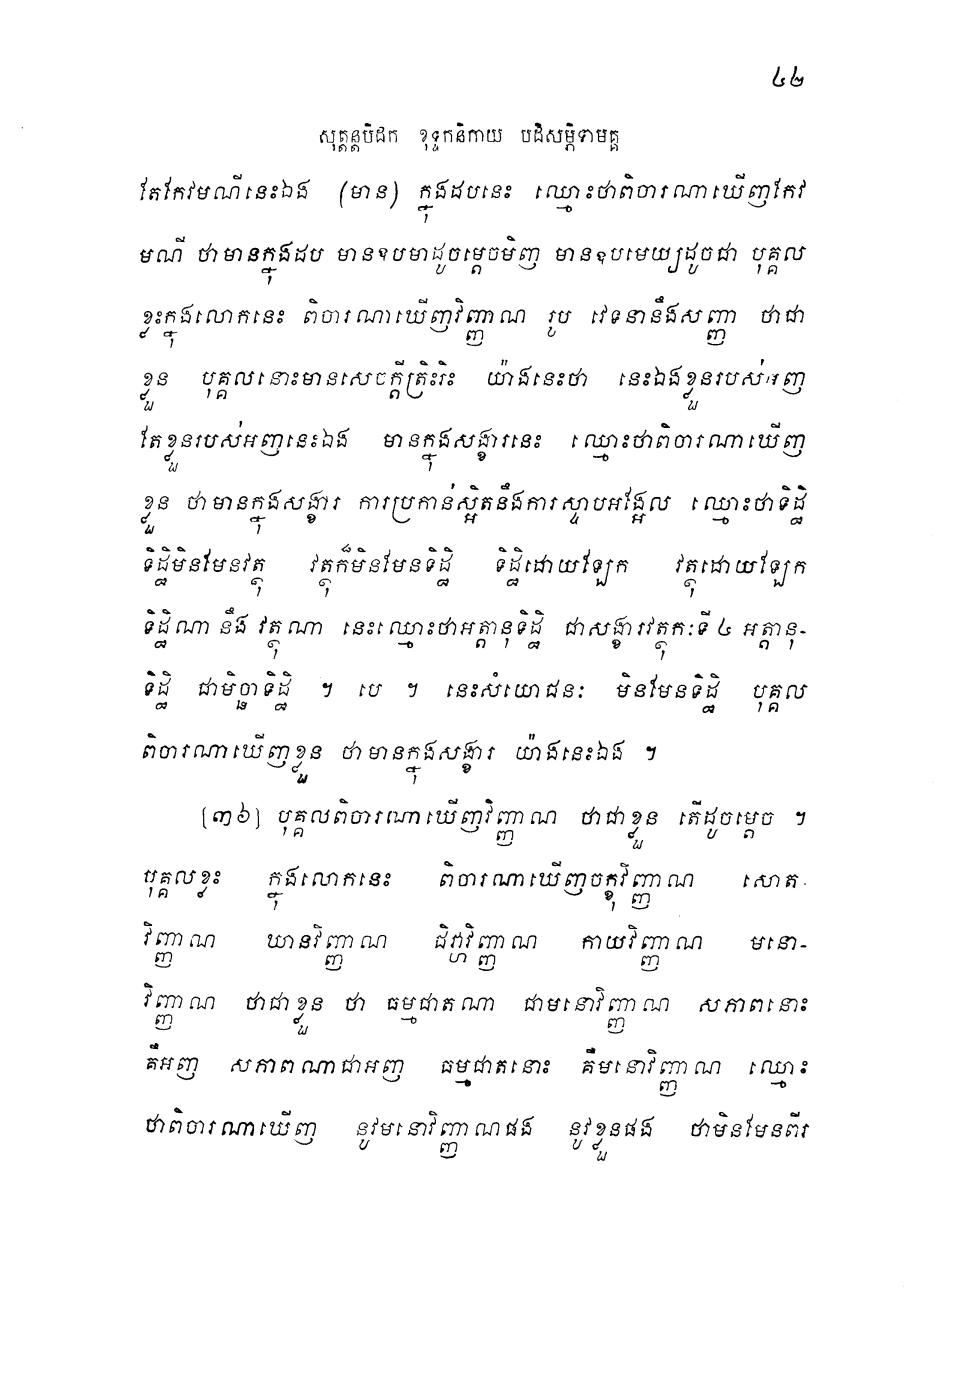 ៤២
សុត្តន្តបិដក ខុទ្ទកនិកាយ បដិសម្ភិទាមគ្គ
តែកែវមណីនេះឯង (មាន) ក្នុងដបនេះ ឈ្មោះថាពិចារណាឃើញកែវ
មណី ថាមានក្នុងដប មានឧបមាដូចម្តេចមិញ មានឧបមេយ្យដូចជា បុគ្គល
ខ្លះក្នុងលោកនេះ ពិចារណាឃើញវិញ្ញាណ រូប វេទនានឹងសញ្ញា ថាជា
ខ្លួន បុគ្គលនោះមានសេចក្តីត្រិះរិះ យ៉ាងនេះថា នេះឯងខ្លួនរបស់អញ
តែខ្លួនរបស់អញនេះឯង មានក្នុងសង្ខារនេះ ឈ្មោះថាពិចារណាឃើញ
ខ្លួន ថាមានក្នុងសង្ខារ ការប្រកាន់ស្អិតនឹងការស្ទាបអង្អែល ឈ្មោះថាទិដ្ឋិ
ទិដ្ឋិមិនមែនវត្ថុ វត្ថុក៏មិនមែនទិដ្ឋិ ទិដ្ឋិដោយឡែក វត្ថុដោយឡែក
ទិដ្ឋិណា នឹង វត្ថុណា នេះឈ្មោះថាអត្តានុទិដ្ឋិ ជាសង្ខារវត្ថុកៈទី ៤ អត្តានុ-
ទិដ្ឋិ ជាមិច្ឆាទិដ្ឋិ ។ បេ ។ នេះសំយោជនៈ មិនមែនទិដ្ឋិ បុគ្គល
ពិចារណាឃើញខ្លួន ថាមានក្នុងសង្ខារ យ៉ាងនេះឯង ។
(៣៦) បុគ្គលពិចារណាឃើញវិញ្ញាណ ថាជាខ្លួន តើដូចម្តេច ។
បុគ្គលខ្លះ ក្នុងលោកនេះ ពិចារណាឃើញចក្ខុវិញ្ញាណ សោត-
វិញ្ញាណ ឃានវិញ្ញាណ ជិវ្ហាវិញ្ញាណ កាយវិញ្ញាណ មនោ-
វិញ្ញាណ ថាជាខ្លួន ថា ធម្មជាតណា ជាមនោវិញ្ញាណ សភាពនោះ
គឺអញ សភាពណាជាអញ ធម្មជាតនោះ គឺមនោវិញ្ញាណ ឈ្មោះ
ថាពិចារណាឃើញ នូវមនោវិញ្ញាណផង នូវខ្លួនផង ថាមិនមែនពីរ